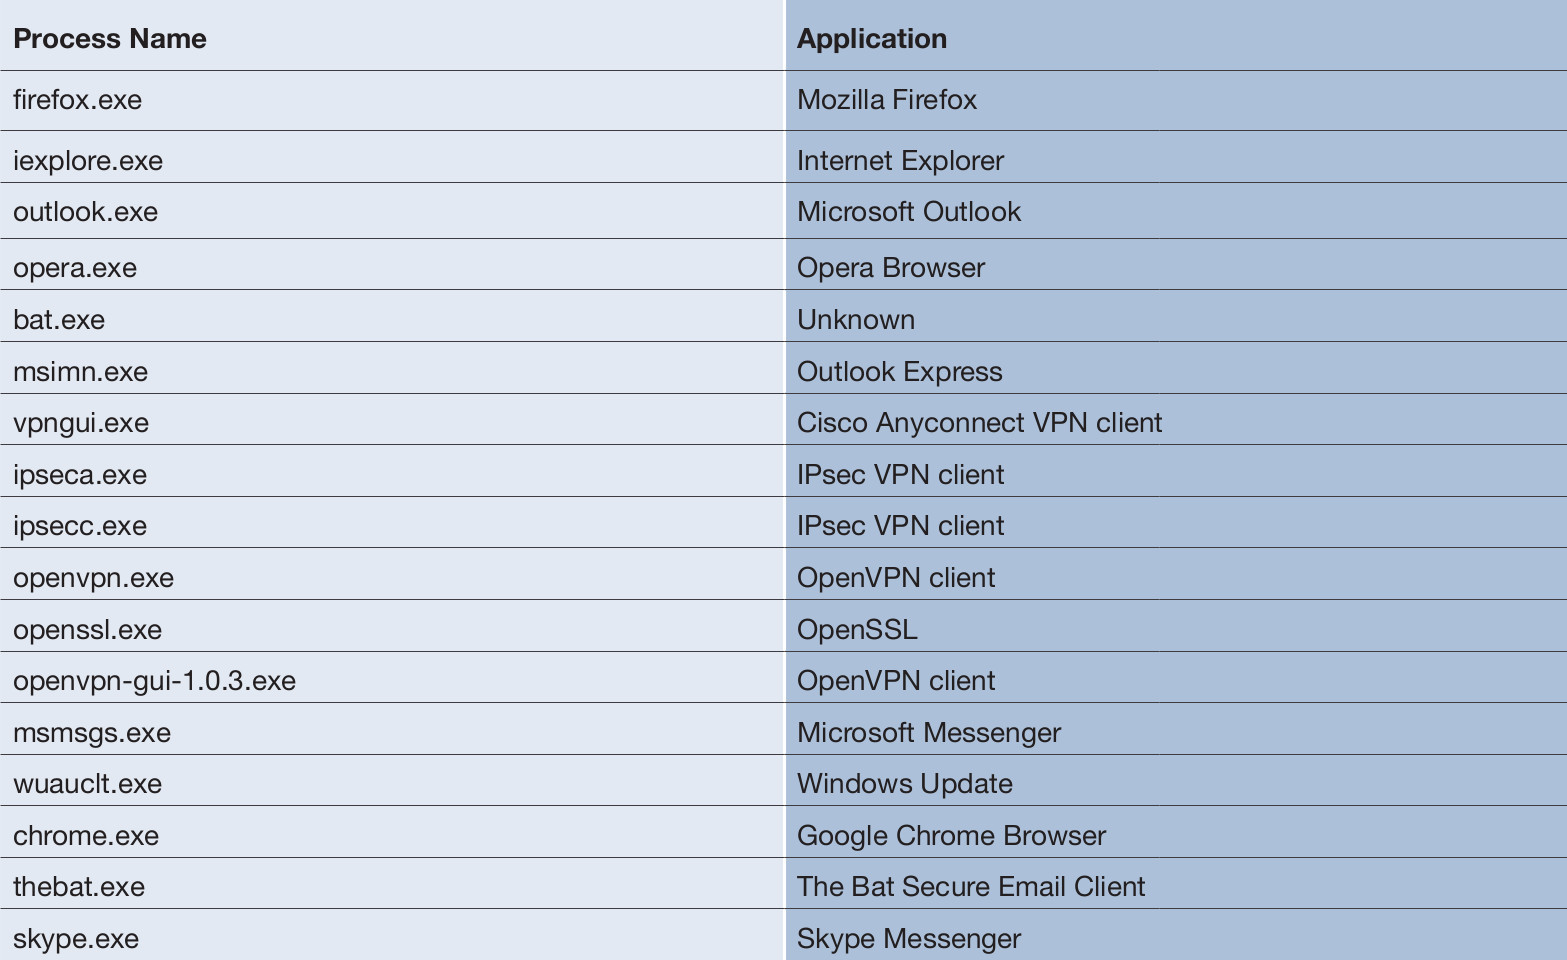 Process Name Application
firefox.exe Mozilla Firefox
iexplore.exe Internet Explorer
outlook.exe Microsoft Outlook
opera.exe Opera Browser
bat.exe Unknown
msimn.exe Outlook Express
vpngui.exe Cisco Anyconnect VPN client
ipseca.exe IPsec VPN client
ipsecc.exe IPsec VPN client
openvpn.exe OpenVPN client
openssl.exe OpenSSL
openvpn-gui-1.0.3.exe OpenVPN client
msmsgs.exe Microsoft Messenger
wuauclt.exe Windows Update
chrome.exe Google Chrome Browser
thebat.exe The Bat Secure Email Client
skype.exe Skype Messenger